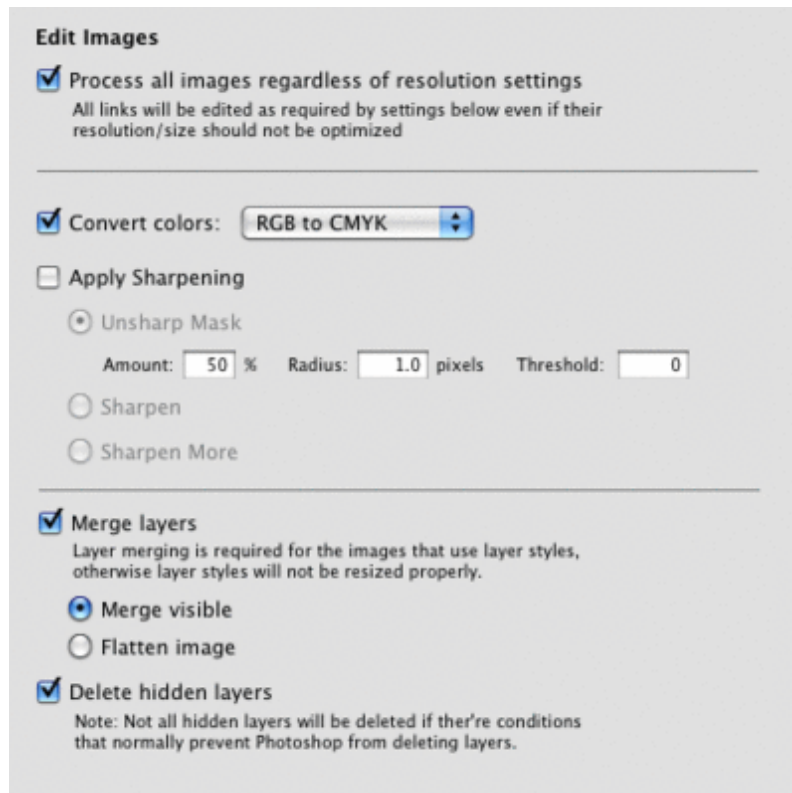 Edit Images
Process all images regardless of resolution settings
All links will be edited as required by settings below even if their
resolution/size should not be optimized
Convert colors: RGB to CMYK
Apply Sharpening
Unsharp Mask
Amount: 50 % Radius: 1.0 pixels Threshold: 0
Sharpen
Sharpen More
Merge layers
Layer merging is required for the images that use layer styles,
otherwise layer styles will not be resized properly.
Merge visible
Flatten image
Delete hidden layers
Note: Not all hidden layers will be deleted if ther're conditions
that normally prevent Photoshop from deleting layers.